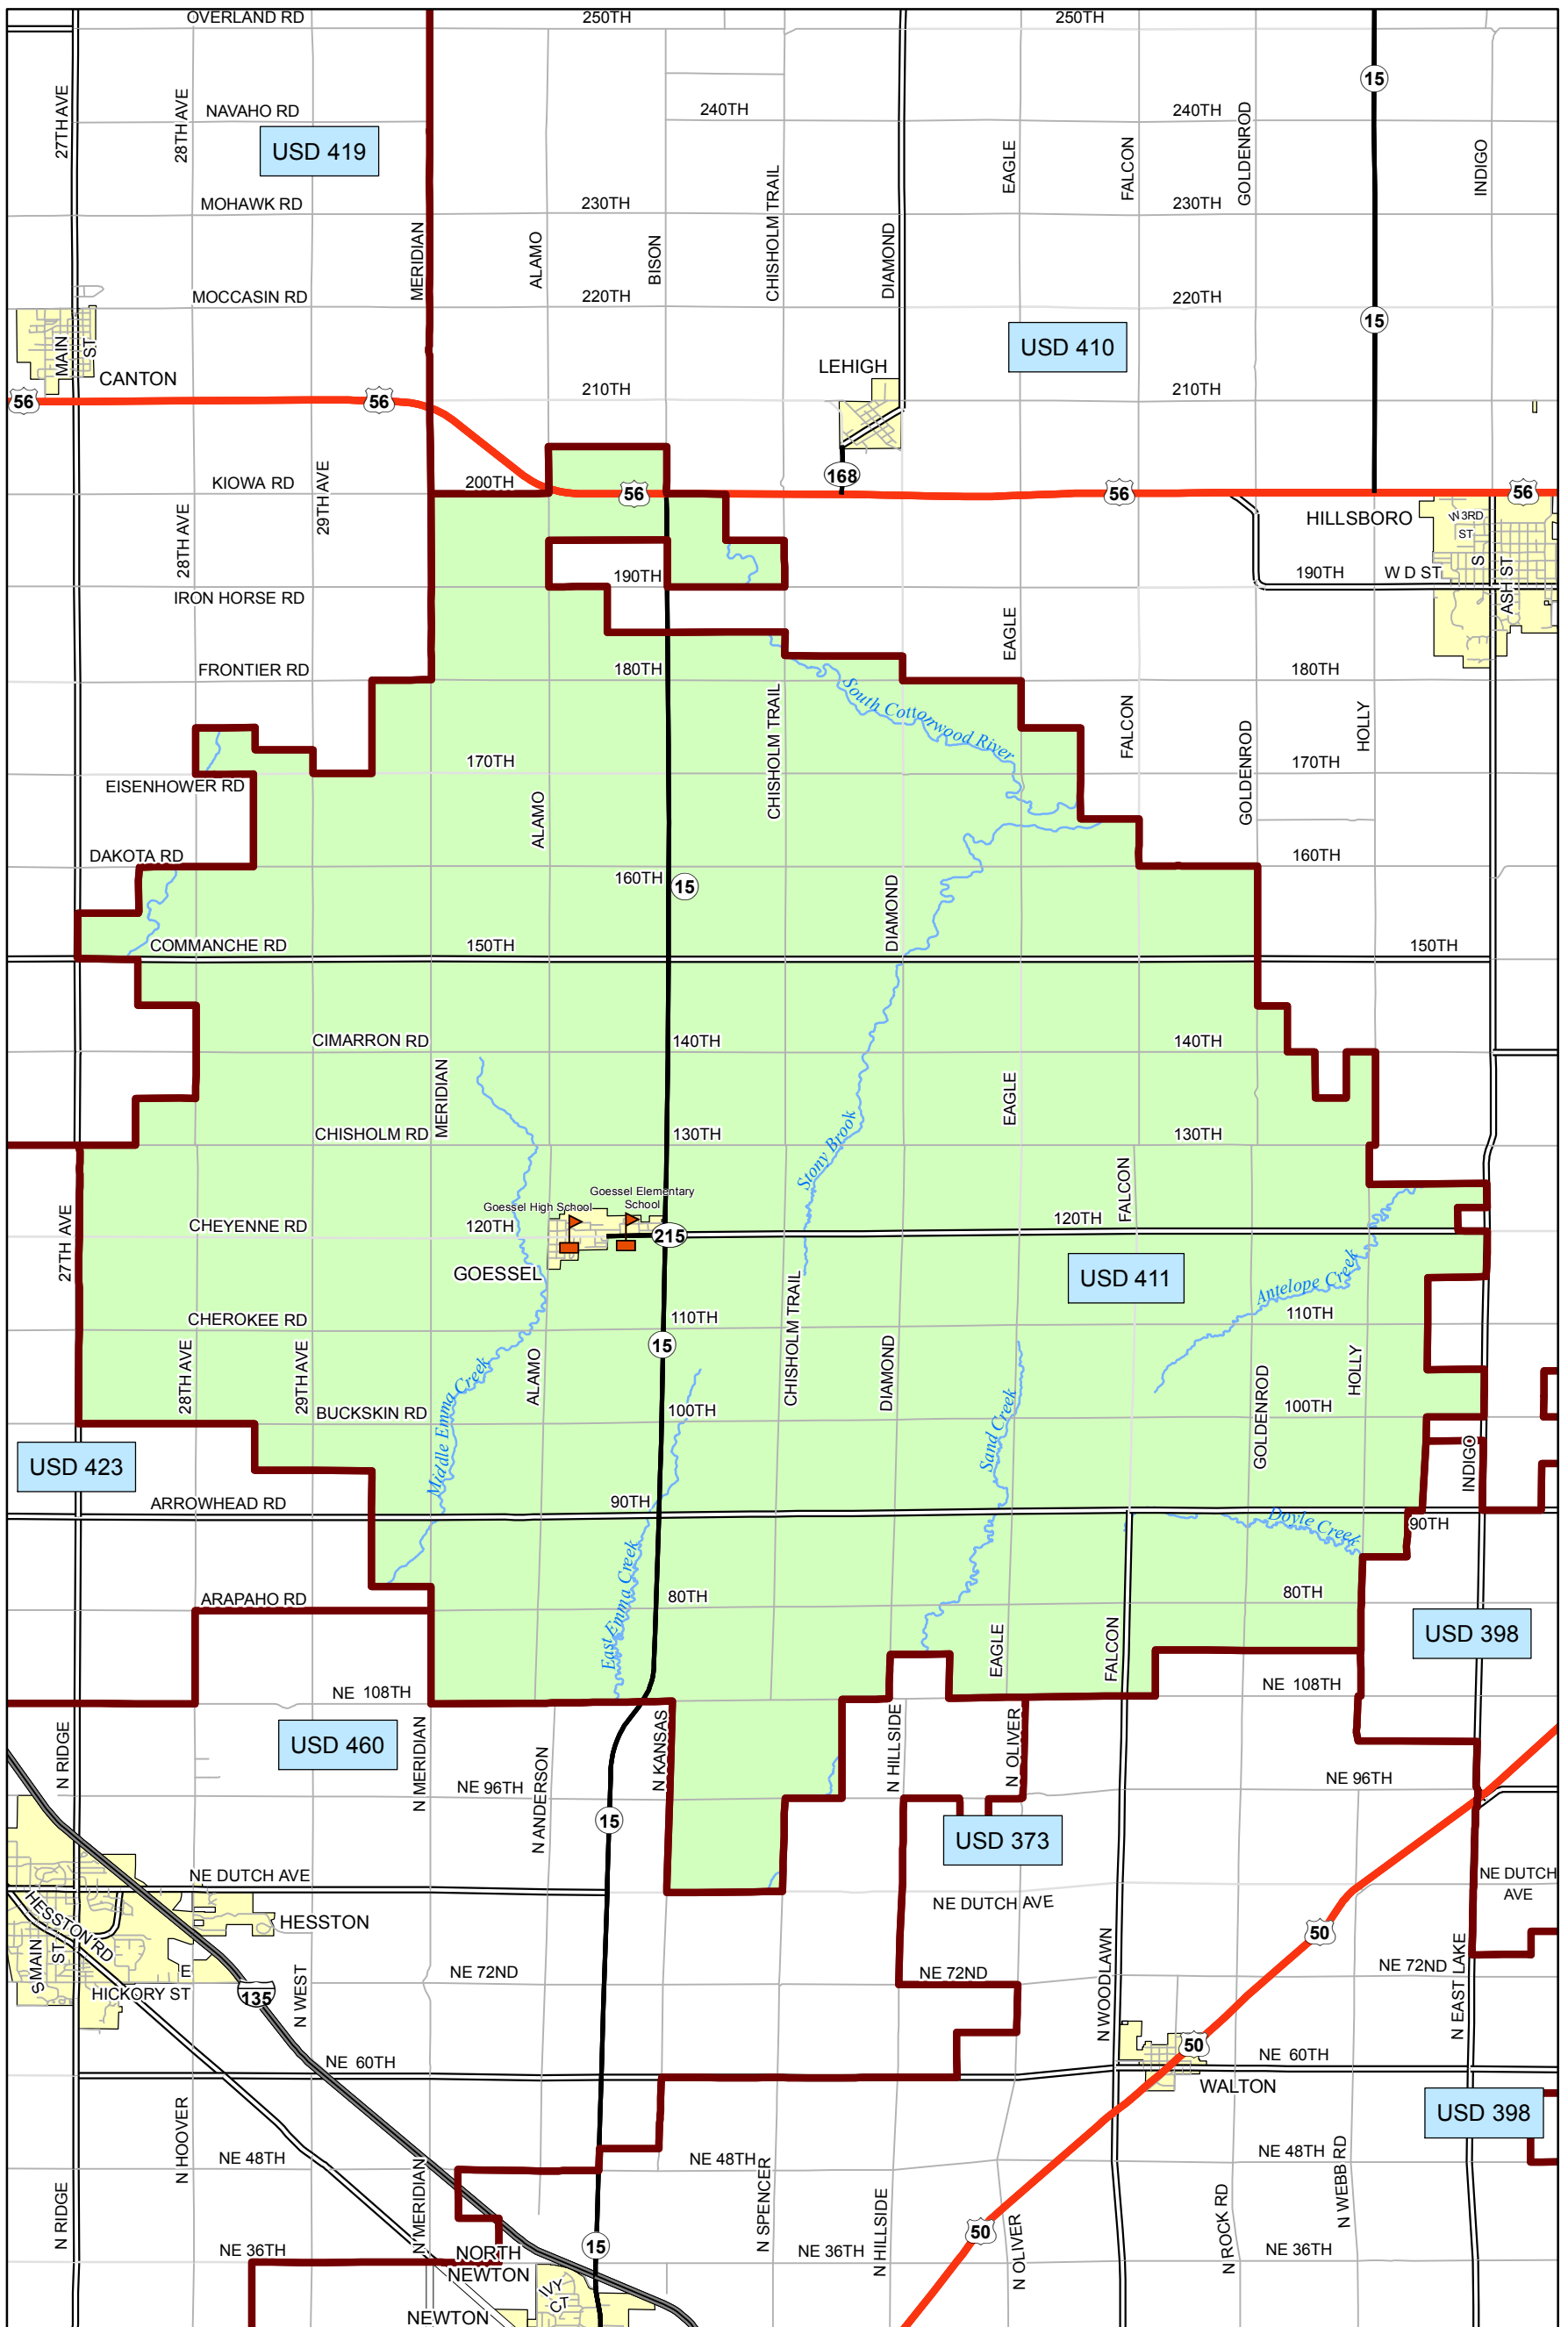 OVERLAND RD
250TH
250TH
15
27TH AVE
28TH AVE
NAVAHO RD
240TH
240TH
GOLDENROD
USD 419
EAGLE
FALCON
INDIGO
CHISHOLM TRAIL
MOHAWK RD
230TH
230TH
MERIDIAN
ALAMO
BISON
DIAMOND
MOCCASIN RD
220TH
220TH
15
MAIN
ST
USD 410
CANTON
LEHIGH
56
56
210TH
210TH
KIOWA RD
29TH AVE
200TH
56
168
56
56
HILLSBORO
W 3RD
ST
28TH AVE
S
ASH ST
190TH
190TH
W D ST
IRON HORSE RD
EAGLE
FRONTIER RD
180TH
180TH
South Cottonwood River
CHISHOLM TRAIL
FALCON
GOLDENROD
HOLLY
170TH
170TH
EISENHOWER RD
ALAMO
DAKOTA RD
160TH
15
160TH
DIAMOND
COMMANCHE RD
150TH
150TH
CIMARRON RD
140TH
140TH
MERIDIAN
EAGLE
CHISHOLM RD
130TH
130TH
Stony Brook
FALCON
Goessel Elementary
School
Goessel High School
27TH AVE
CHEYENNE RD
120TH
215
120TH
GOESSEL
USD 411
Antelope Creek
CHISHOLM TRAIL
CHEROKEE RD
110TH
110TH
15
28TH AVE
29TH AVE
ALAMO
DIAMOND
HOLLY
GOLDENROD
Middle Emma Creek
BUCKSKIN RD
100TH
Sand Creek
100TH
USD 423
INDIGO
ARROWHEAD RD
90TH
Doyle Creek
90TH
East Emma Creek
ARAPAHO RD
80TH
80TH
EAGLE
FALCON
USD 398
NE 108TH
NE 108TH
N RIDGE
USD 460
N MERIDIAN
N ANDERSON
N KANSAS
N HILLSIDE
N OLIVER
NE 96TH
NE 96TH
15
USD 373
NE DUTCH AVE
NE DUTCH AVE
NE DUTCH
AVE
HESSTON RD
HESSTON
50
S MAIN
ST
E
HICKORY ST
135
N WEST
NE 72ND
NE 72ND
NE 72ND
N WOODLAWN
N EAST LAKE
50
NE 60TH
NE 60TH
WALTON
USD 398
N HOOVER
NE 48TH
NE 48TH
NE 48TH
N RIDGE
N MERIDIAN
N SPENCER
N HILLSIDE
N OLIVER
N ROCK RD
N WEBB RD
50
15
NE 36TH
NE 36TH
NE 36TH
NORTH
NEWTON
IVY
CT
NEWTON